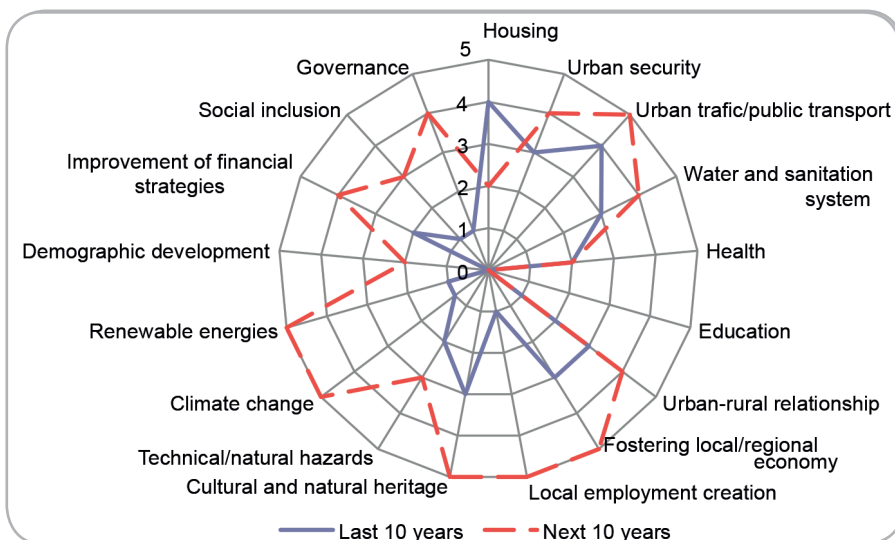 Housing
5
Governance
Urban security
4
Social inclusion
Urban trafic/public transport
3
Improvement of financial
strategies
Water and sanitation
system
2
1
Demographic development
Health
0
Renewable energies
Education
Climate change
Urban-rural relationship
Technical/natural hazards
Fostering local/regional
economy
Cultural and natural heritage
Local employment creation
Last 10 years
Next 10 years